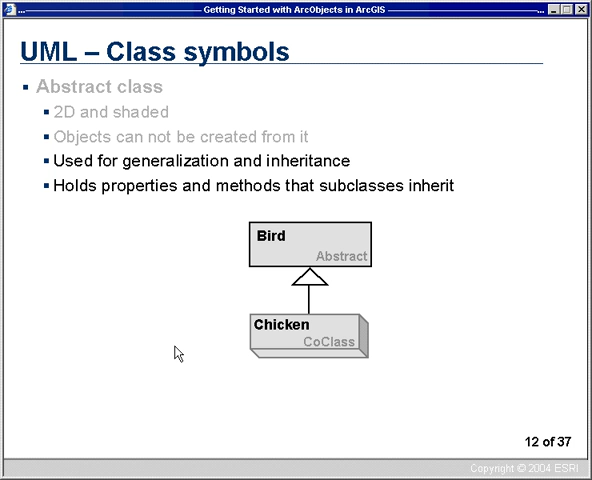 Getting Started with ArcObjects in ArcGIS
UML – Class symbols
Abstract class
2D and shaded
Objects can not be created from it
Used for generalization and inheritance
Holds properties and methods that subclasses inherit
Bird
Abstract
Chicken
CoClass
12 of 37
Copyright © 2004 ESRI